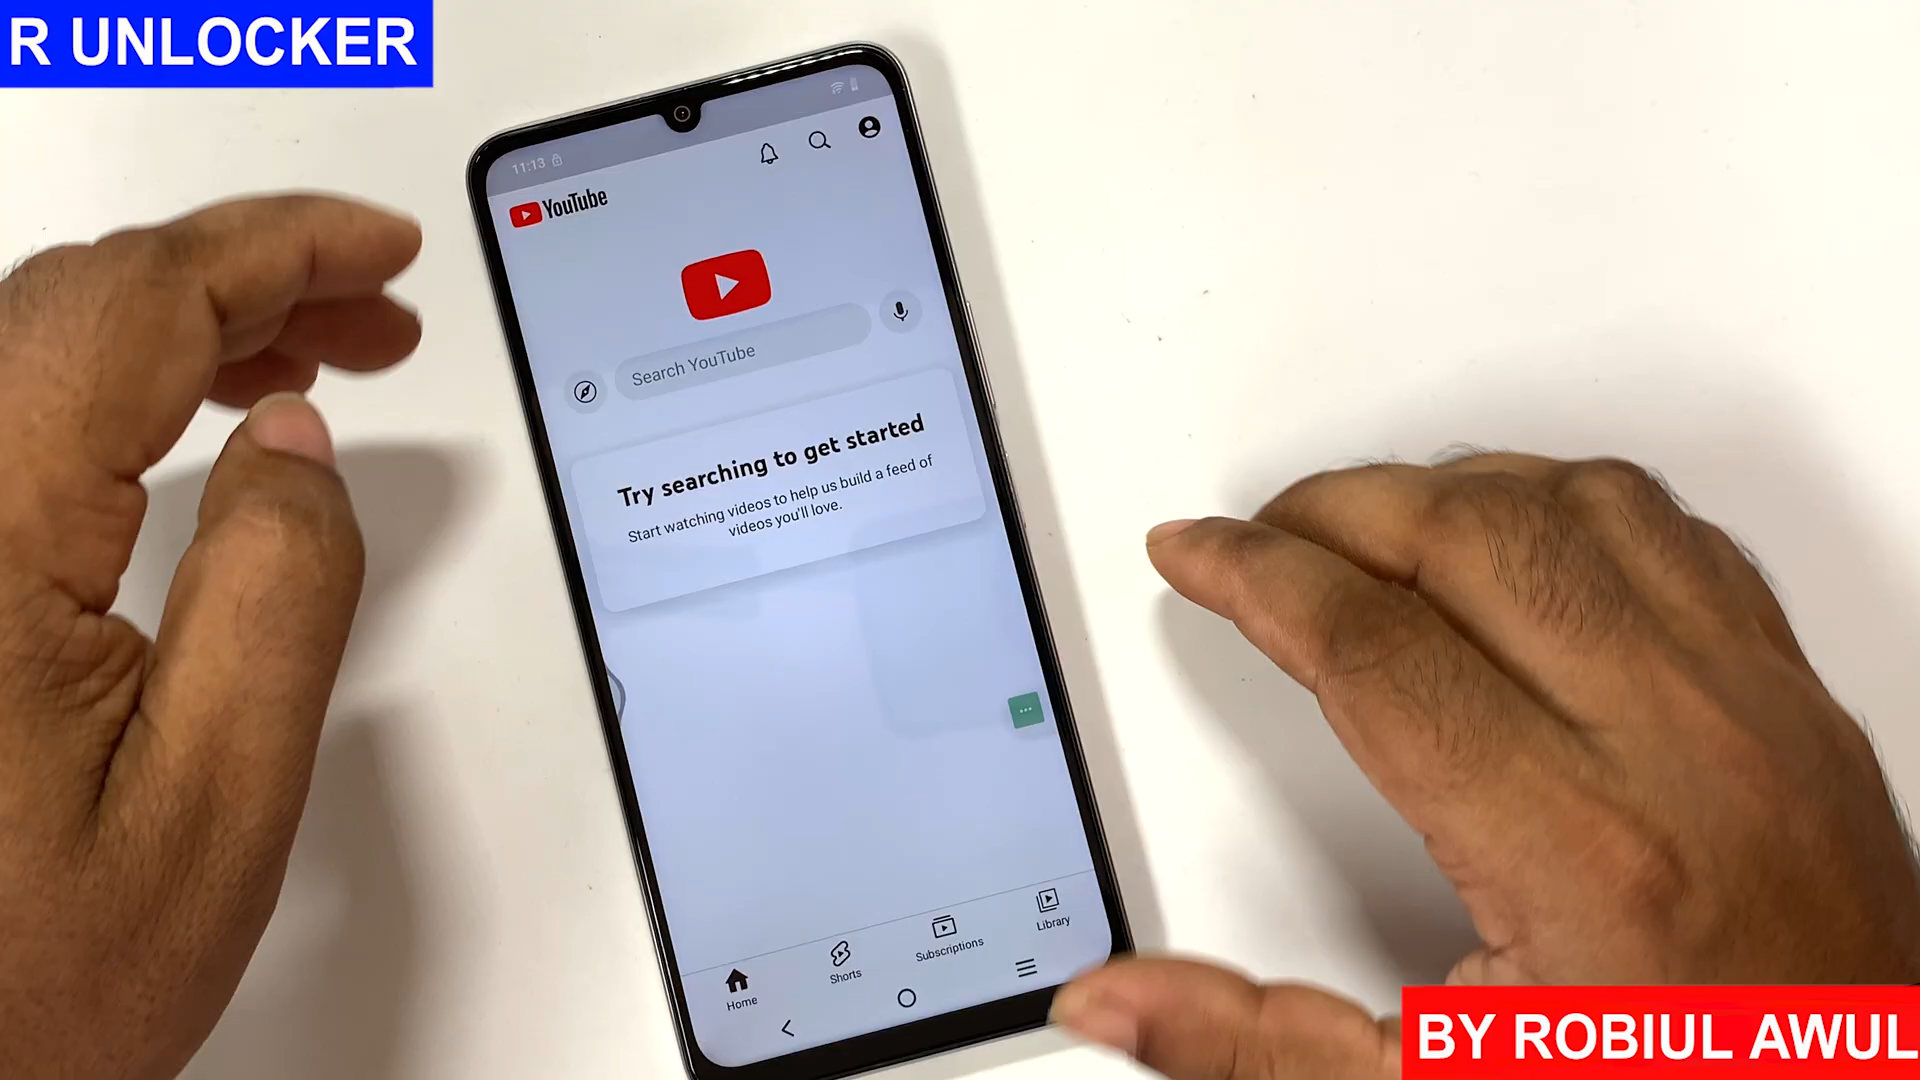 R UNLOCKER
11:13
YouTube
Search YouTube
Try searching to get started
Start watching videos to help us build a feed of
videos you'll love.
Home
Shorts
Subscriptions
Library
BY ROBIUL AWUL